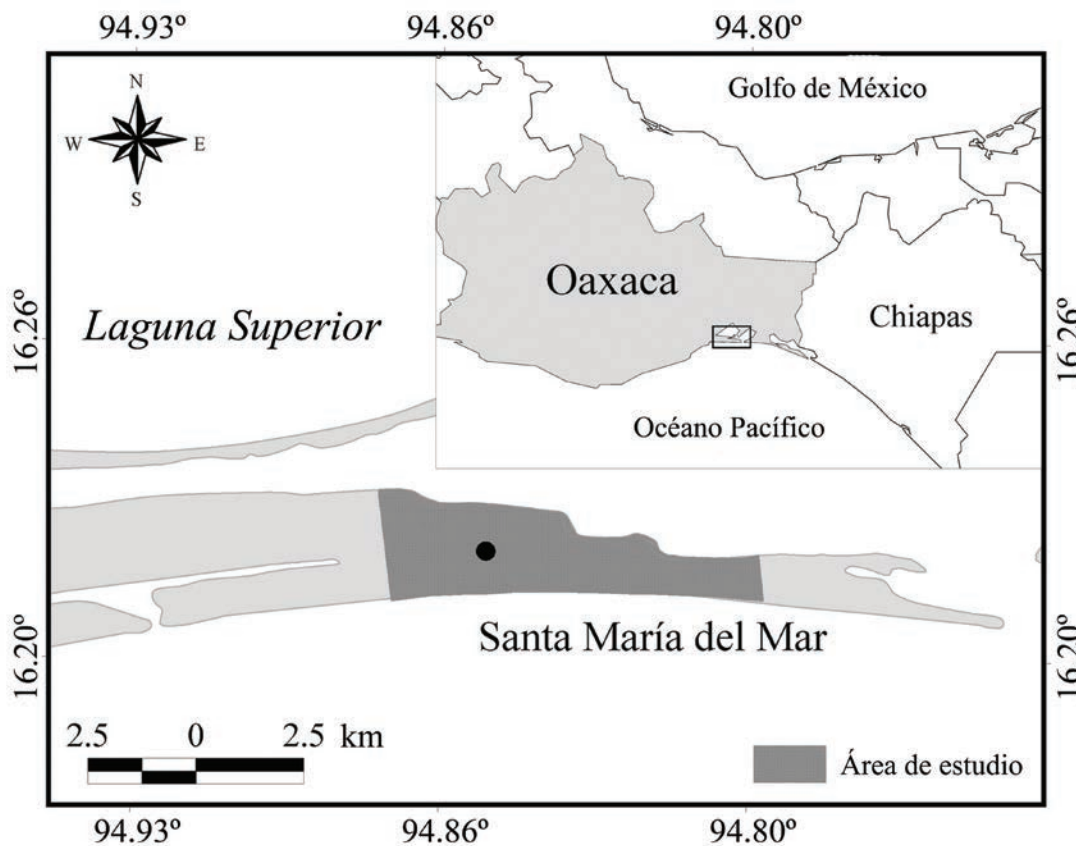 94.93º 94.86º 94.80º
N
W E
S
Golfo de México
Oaxaca
Chiapas
Laguna Superior
16.26º 16.26º
Océano Pacífico
Santa María del Mar
16.20º 16.20º
2.5 0 2.5 km
Área de estudio
94.93º 94.86º 94.80º